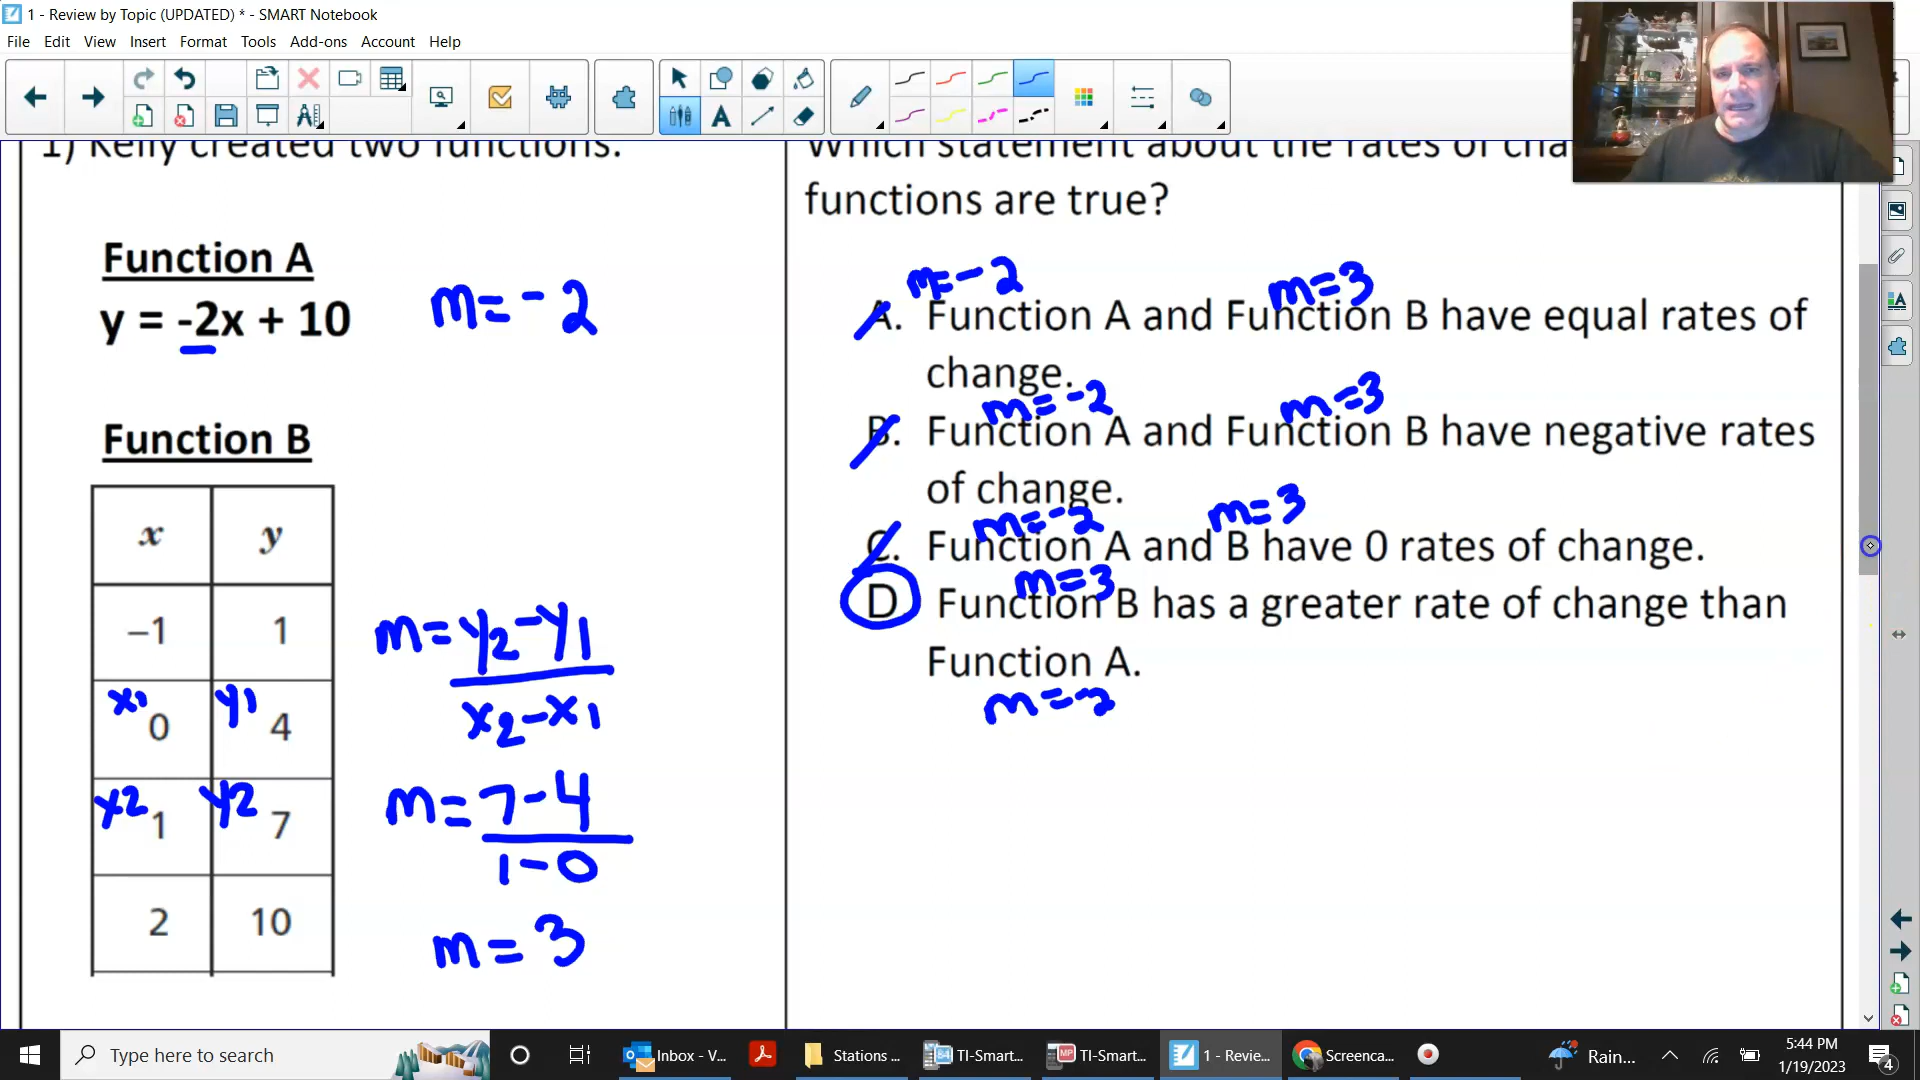 1 - Review by Topic (UPDATED) * - SMART Notebook
File Edit View Insert Format Tools Add-ons Account Help
1) Kelly created two functions.
Function A
y = -2x + 10
m = -2
Function B
x y
-1 1
x1 0 y1 4
x2 1 y2 7
2 10
m = y2 - y1
x2 - x1
m = 7 - 4
1 - 0
m = 3
Which statement about the rates of cha
functions are true?
m = -2 m = 3
A. Function A and Function B have equal rates of
change.
m = -2 m = 3
B. Function A and Function B have negative rates
of change.
m = -2 m = 3
C. Function A and B have 0 rates of change.
m = 3
D Function B has a greater rate of change than
Function A.
m = -2
Type here to search
Inbox - V...
Stations ...
TI-Smart...
TI-Smart...
1 - Revie...
Screenca...
Rain...
5:44 PM
1/19/2023
4